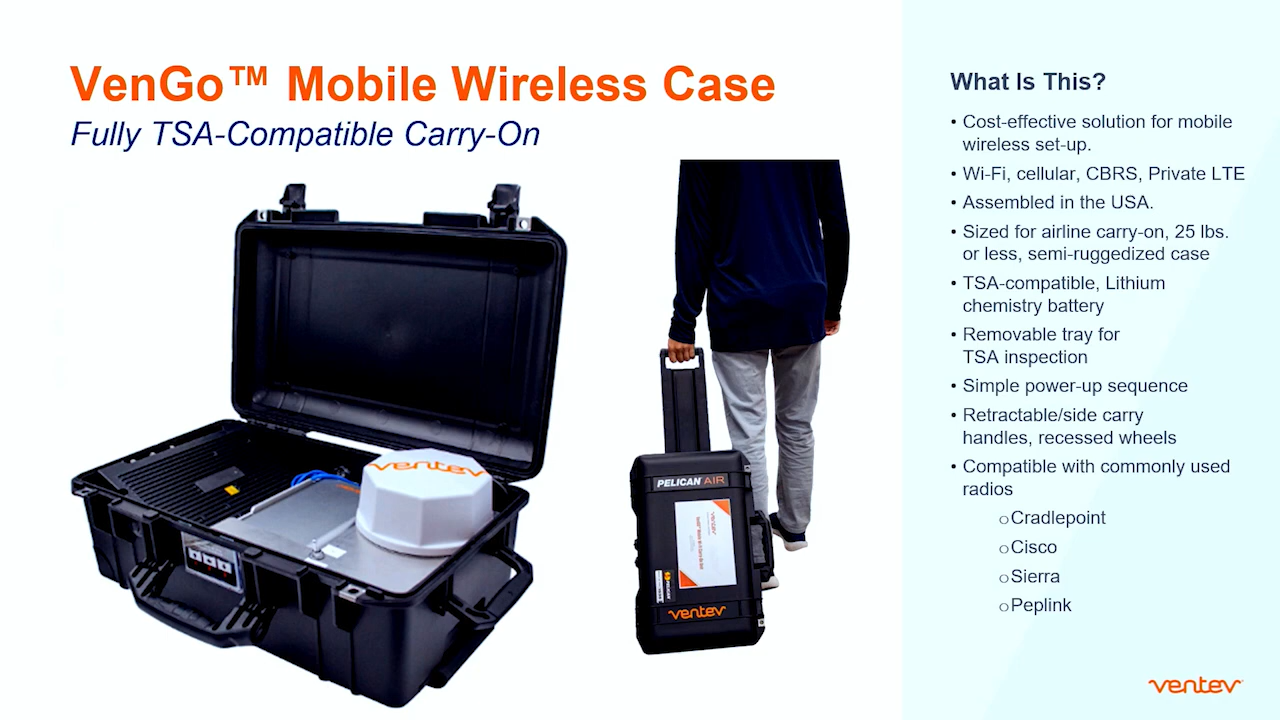 VenGo™ Mobile Wireless Case
Fully TSA-Compatible Carry-On
ventev
PELICAN AIR
ventev
PELICAN
ventev
What Is This?
• Cost-effective solution for mobile
wireless set-up.
• Wi-Fi, cellular, CBRS, Private LTE
• Assembled in the USA.
• Sized for airline carry-on, 25 lbs.
or less, semi-ruggedized case
• TSA-compatible, Lithium
chemistry battery
• Removable tray for
TSA inspection
• Simple power-up sequence
• Retractable/side carry
handles, recessed wheels
• Compatible with commonly used
radios
o Cradlepoint
o Cisco
o Sierra
o Peplink
ventev